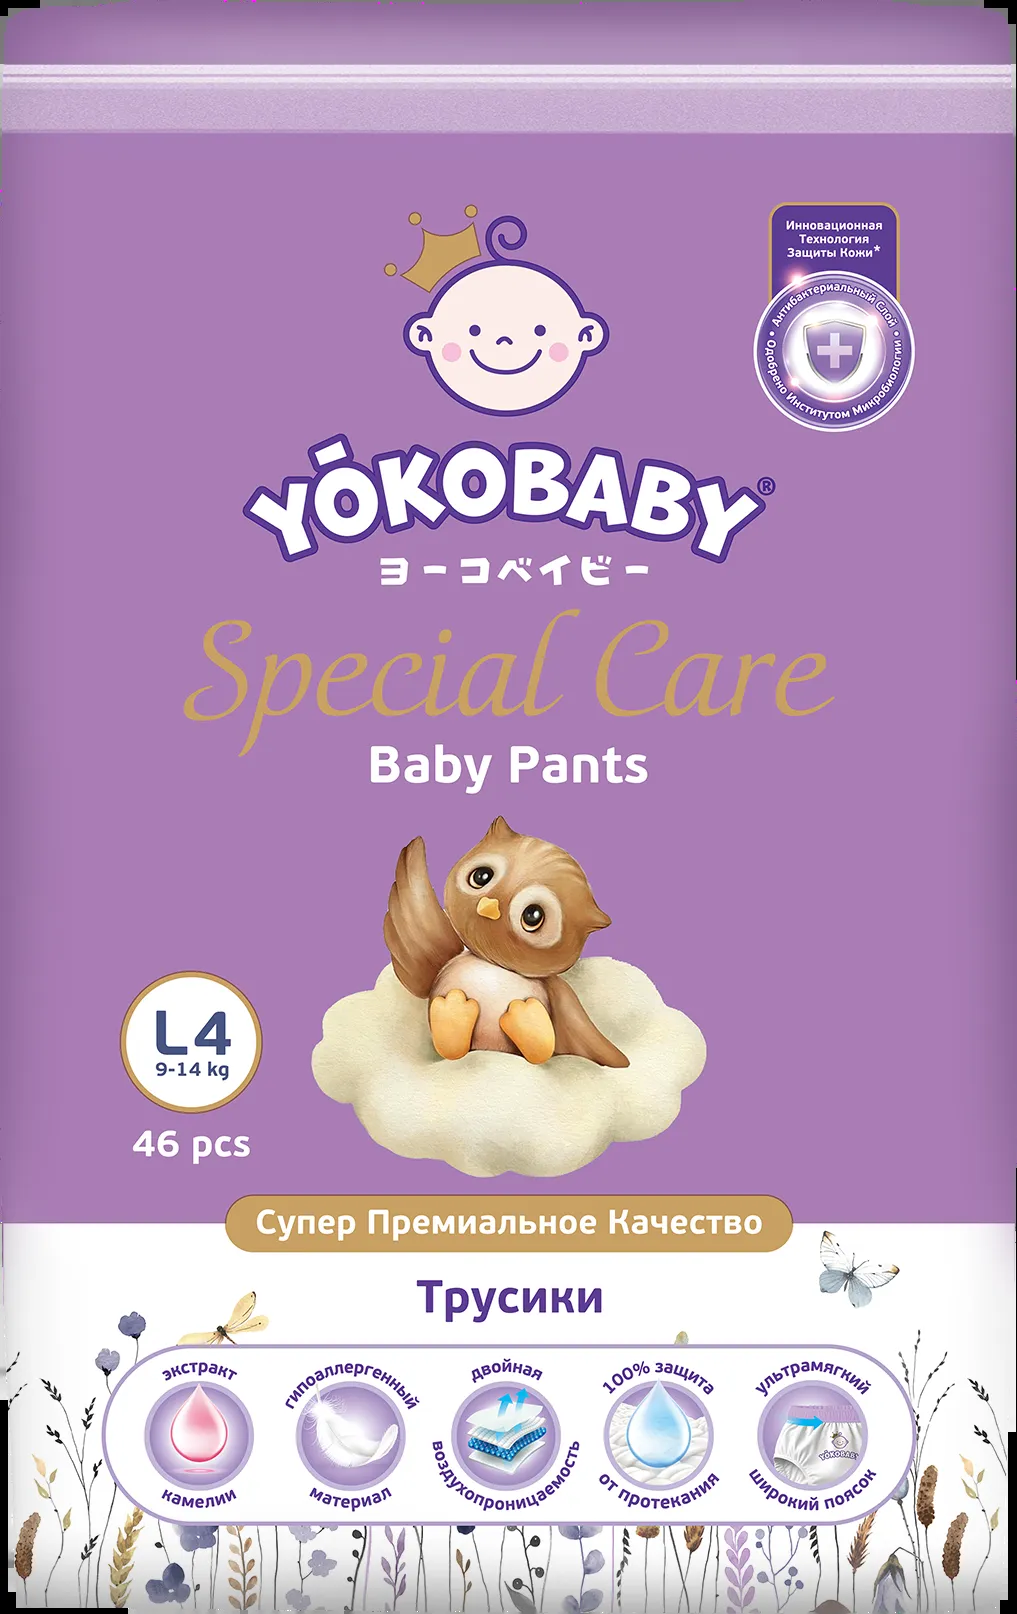 Инновационная
Технология
Защиты Кожи*
• Антибактериальный Слой •
Одобрено Институтом Микробиологии
YŌKOBABY®
ヨーコベイビー
Special Care
Baby Pants
L4
9-14 kg
46 pcs
Супер Премиальное Качество
Трусики
экстракт
камелии
гипоаллергенный
материал
двойная
воздухопроницаемость
100% защита
от протекания
ультрамягкий
широкий поясок
YŌKOBABY